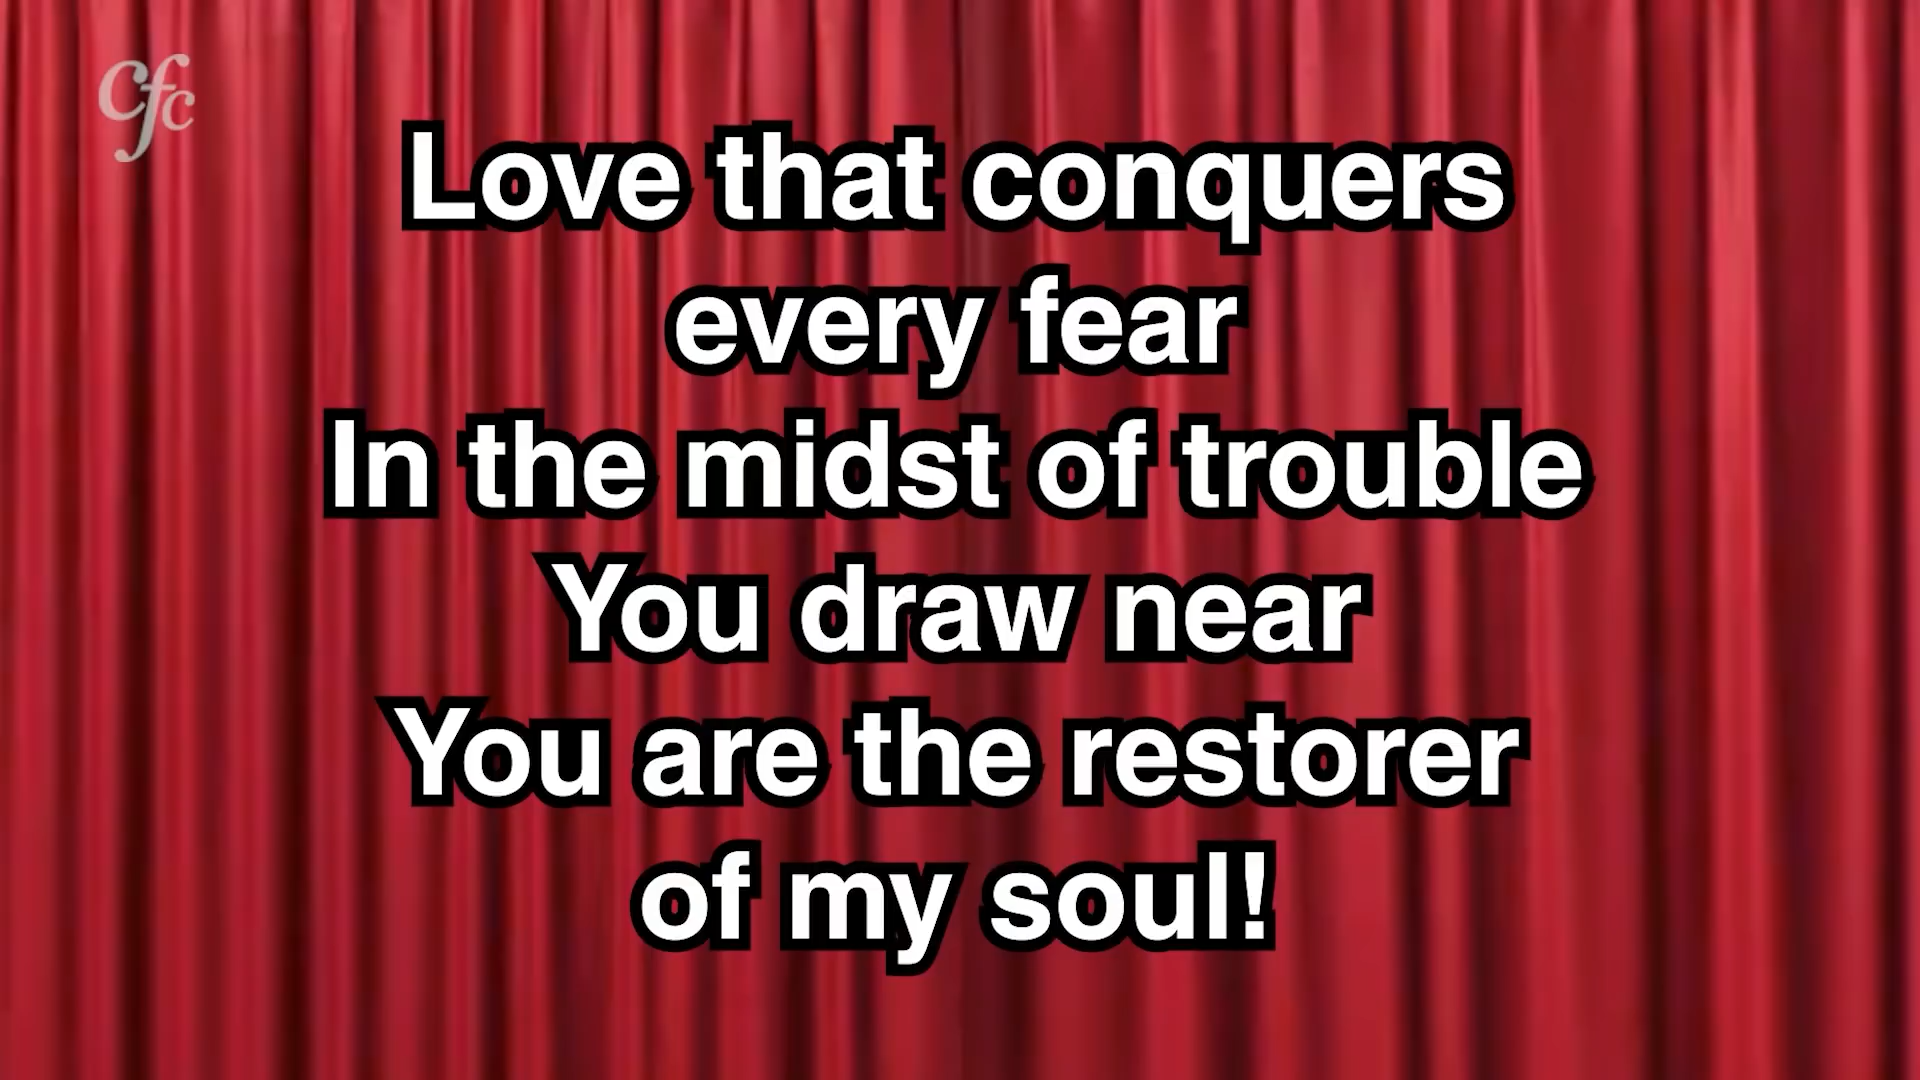 cfc
Love that conquers
every fear
In the midst of trouble
You draw near
You are the restorer
of my soul!